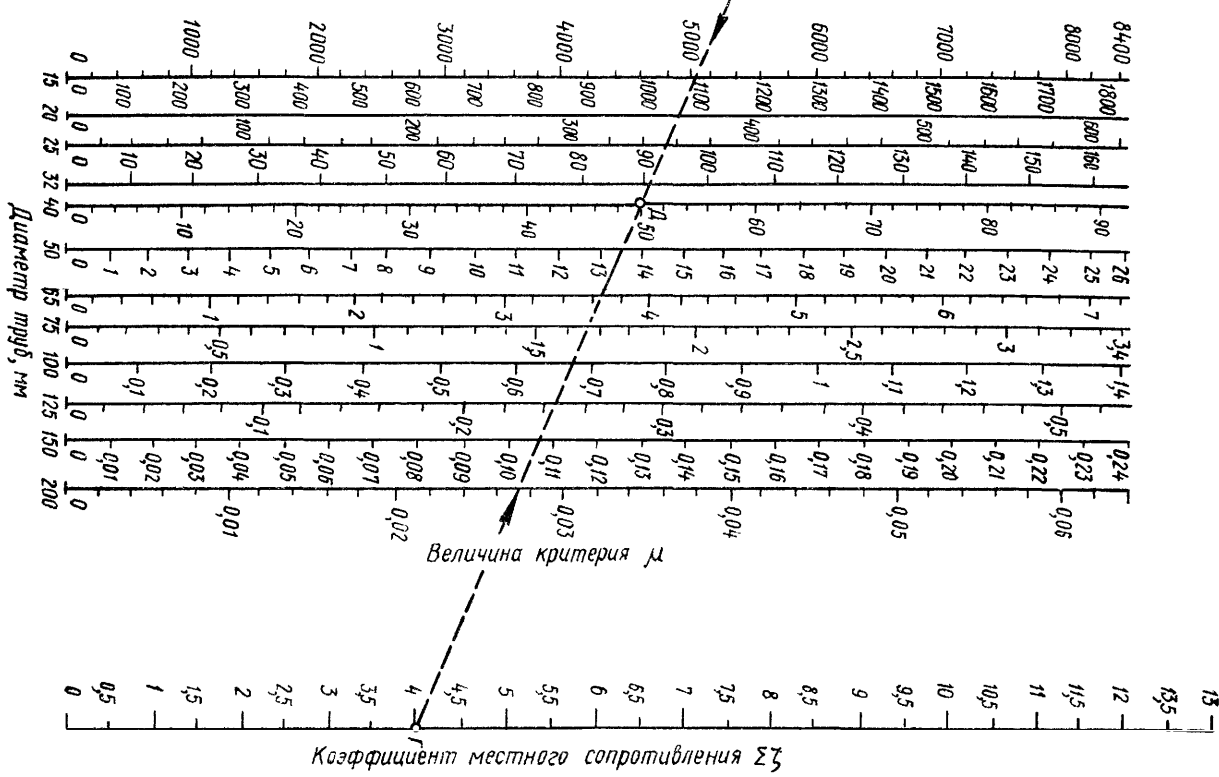 0 1000 2000 3000 4000 5000 6000 7000 8000 8400
15 0 100 200 300 400 500 600 700 800 900 1000 1100 1200 1300 1400 1500 1600 1700 1800
20 0 100 200 300 400 500 600
25 0 10 20 30 40 50 60 70 80 90 100 110 120 130 140 150 160
32
40 0 10 20 30 40 Д 50 60 70 80 90
50 0 1 2 3 4 5 6 7 8 9 10 11 12 13 14 15 16 17 18 19 20 21 22 23 24 25 26
65 0 1 2 3 4 5 6 7
75 0 0,5 1 1,5 2 2,5 3 3,4
100 0 0,1 0,2 0,3 0,4 0,5 0,6 0,7 0,8 0,9 1 1,1 1,2 1,3 1,4
125 0 0,1 0,2 0,3 0,4 0,5
150 0 0,01 0,02 0,03 0,04 0,05 0,06 0,07 0,08 0,09 0,10 0,11 0,12 0,13 0,14 0,15 0,16 0,17 0,18 0,19 0,20 0,21 0,22 0,23 0,24
200 0 0,01 0,02 0,03 0,04 0,05 0,06
Диаметр труб, мм
Величина критерия μ
0 0,5 1 1,5 2 2,5 3 3,5 4 4,5 5 5,5 6 6,5 7 7,5 8 8,5 9 9,5 10 10,5 11 11,5 12 13,5 13
Г
Коэффициент местного сопротивления Σζ